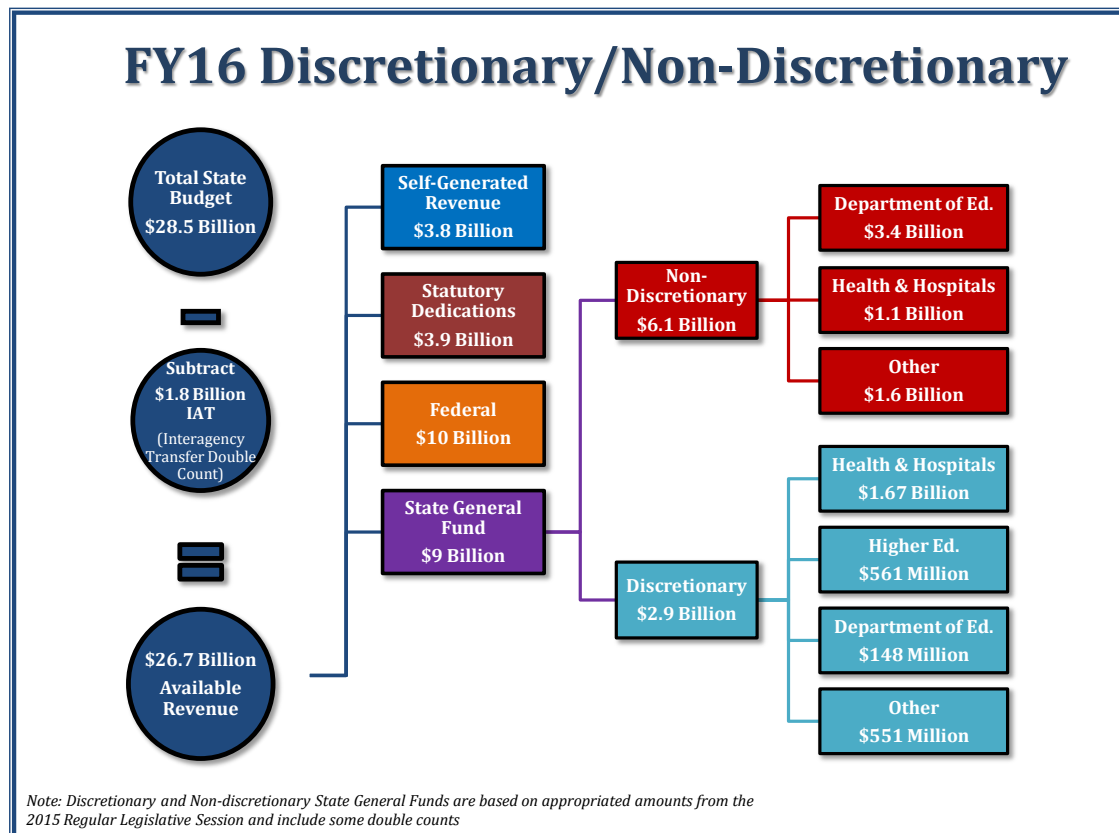 FY16 Discretionary/Non-Discretionary
Total State
Budget
$28.5 Billion
Subtract
$1.8 Billion
IAT
(Interagency
Transfer Double
Count)
$26.7 Billion
Available
Revenue
Self-Generated
Revenue
$3.8 Billion
Statutory
Dedications
$3.9 Billion
Federal
$10 Billion
State General
Fund
$9 Billion
Non-
Discretionary
$6.1 Billion
Discretionary
$2.9 Billion
Department of Ed.
$3.4 Billion
Health & Hospitals
$1.1 Billion
Other
$1.6 Billion
Health & Hospitals
$1.67 Billion
Higher Ed.
$561 Million
Department of Ed.
$148 Million
Other
$551 Million
Note: Discretionary and Non-discretionary State General Funds are based on appropriated amounts from the
2015 Regular Legislative Session and include some double counts